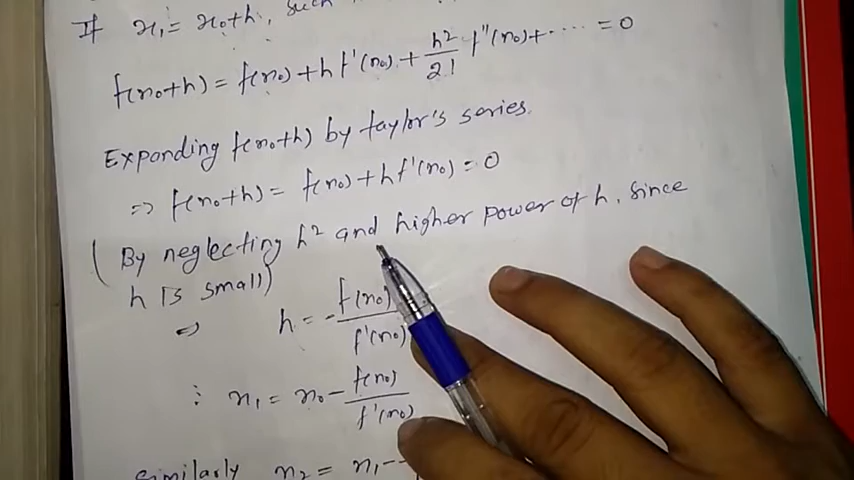 If x₁ = x₀+h, such
f(x₀+h) = f(x₀) + h f'(x₀) + h²/2! f''(x₀) + ···· = 0
Expanding f(x₀+h) by taylor's series.
=> f(x₀+h) = f(x₀) + h f'(x₀) = 0
( By neglecting h² and higher power of h, since
h is small)
=> h = - f(x₀)/f'(x₀)
∴ x₁ = x₀ - f(x₀)/f'(x₀)
Similarly x₂ = x₁ -